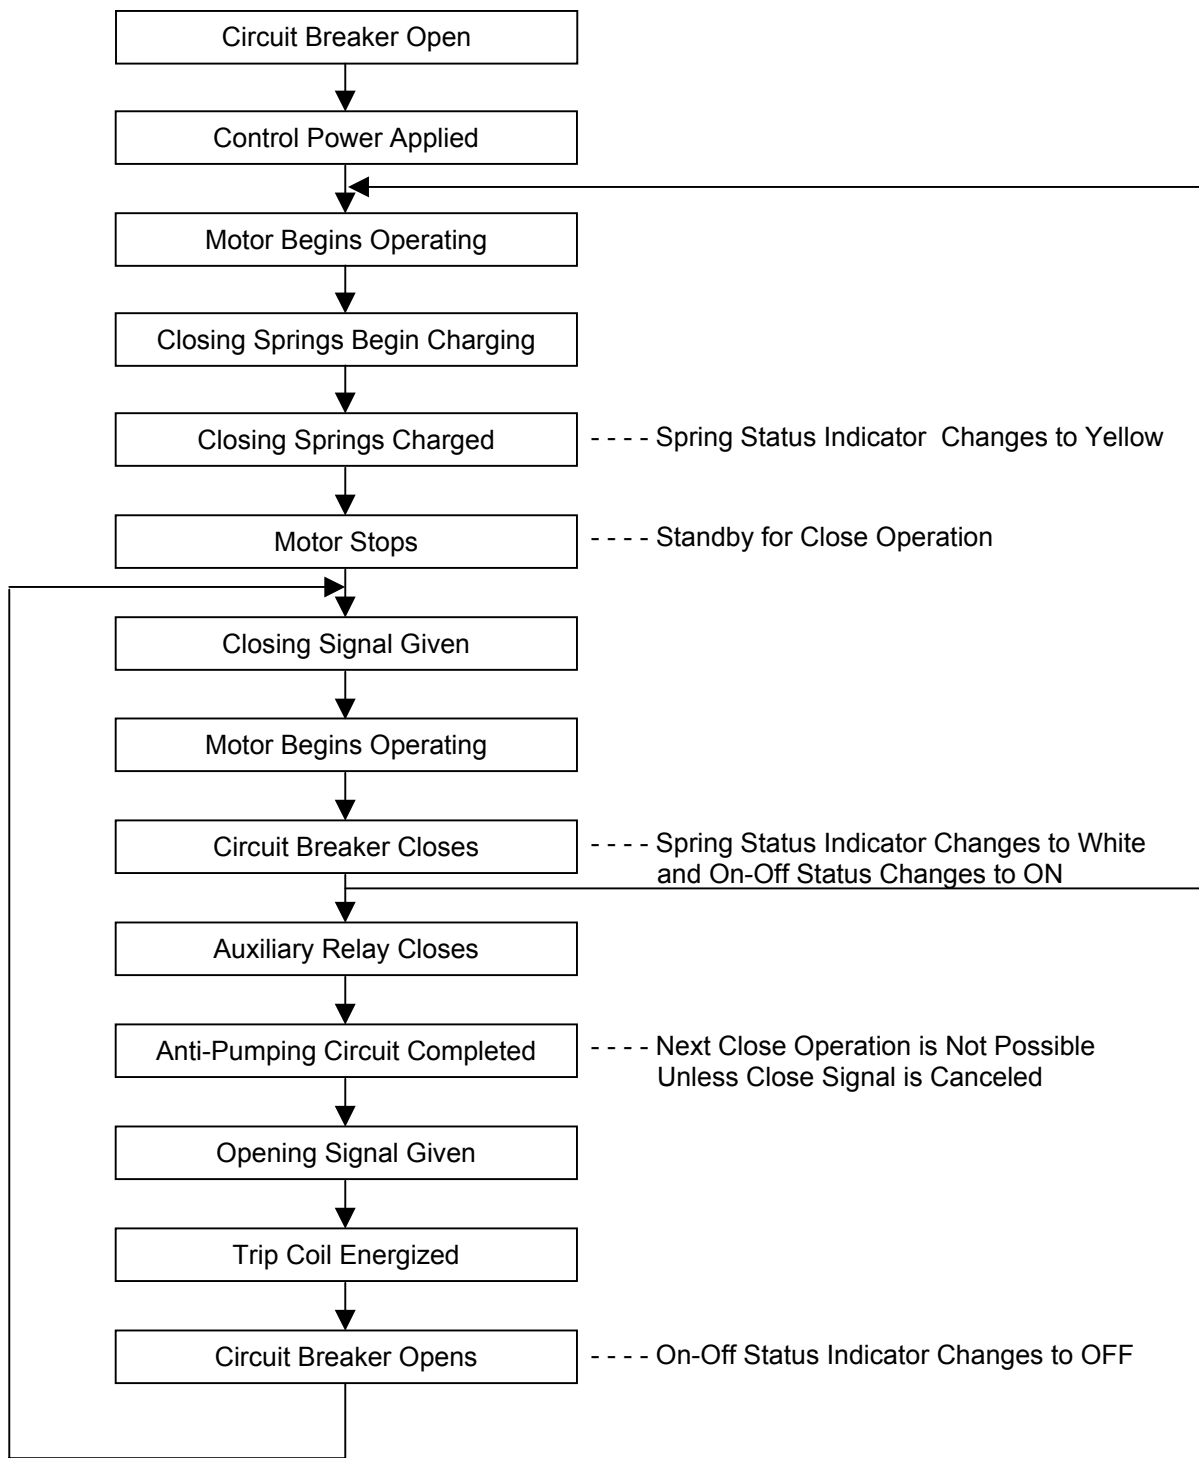 Circuit Breaker Open
Control Power Applied
Motor Begins Operating
Closing Springs Begin Charging
Closing Springs Charged
- - - - Spring Status Indicator Changes to Yellow
Motor Stops
- - - - Standby for Close Operation
Closing Signal Given
Motor Begins Operating
Circuit Breaker Closes
- - - - Spring Status Indicator Changes to White
and On-Off Status Changes to ON
Auxiliary Relay Closes
Anti-Pumping Circuit Completed
- - - - Next Close Operation is Not Possible
Unless Close Signal is Canceled
Opening Signal Given
Trip Coil Energized
Circuit Breaker Opens
- - - - On-Off Status Indicator Changes to OFF